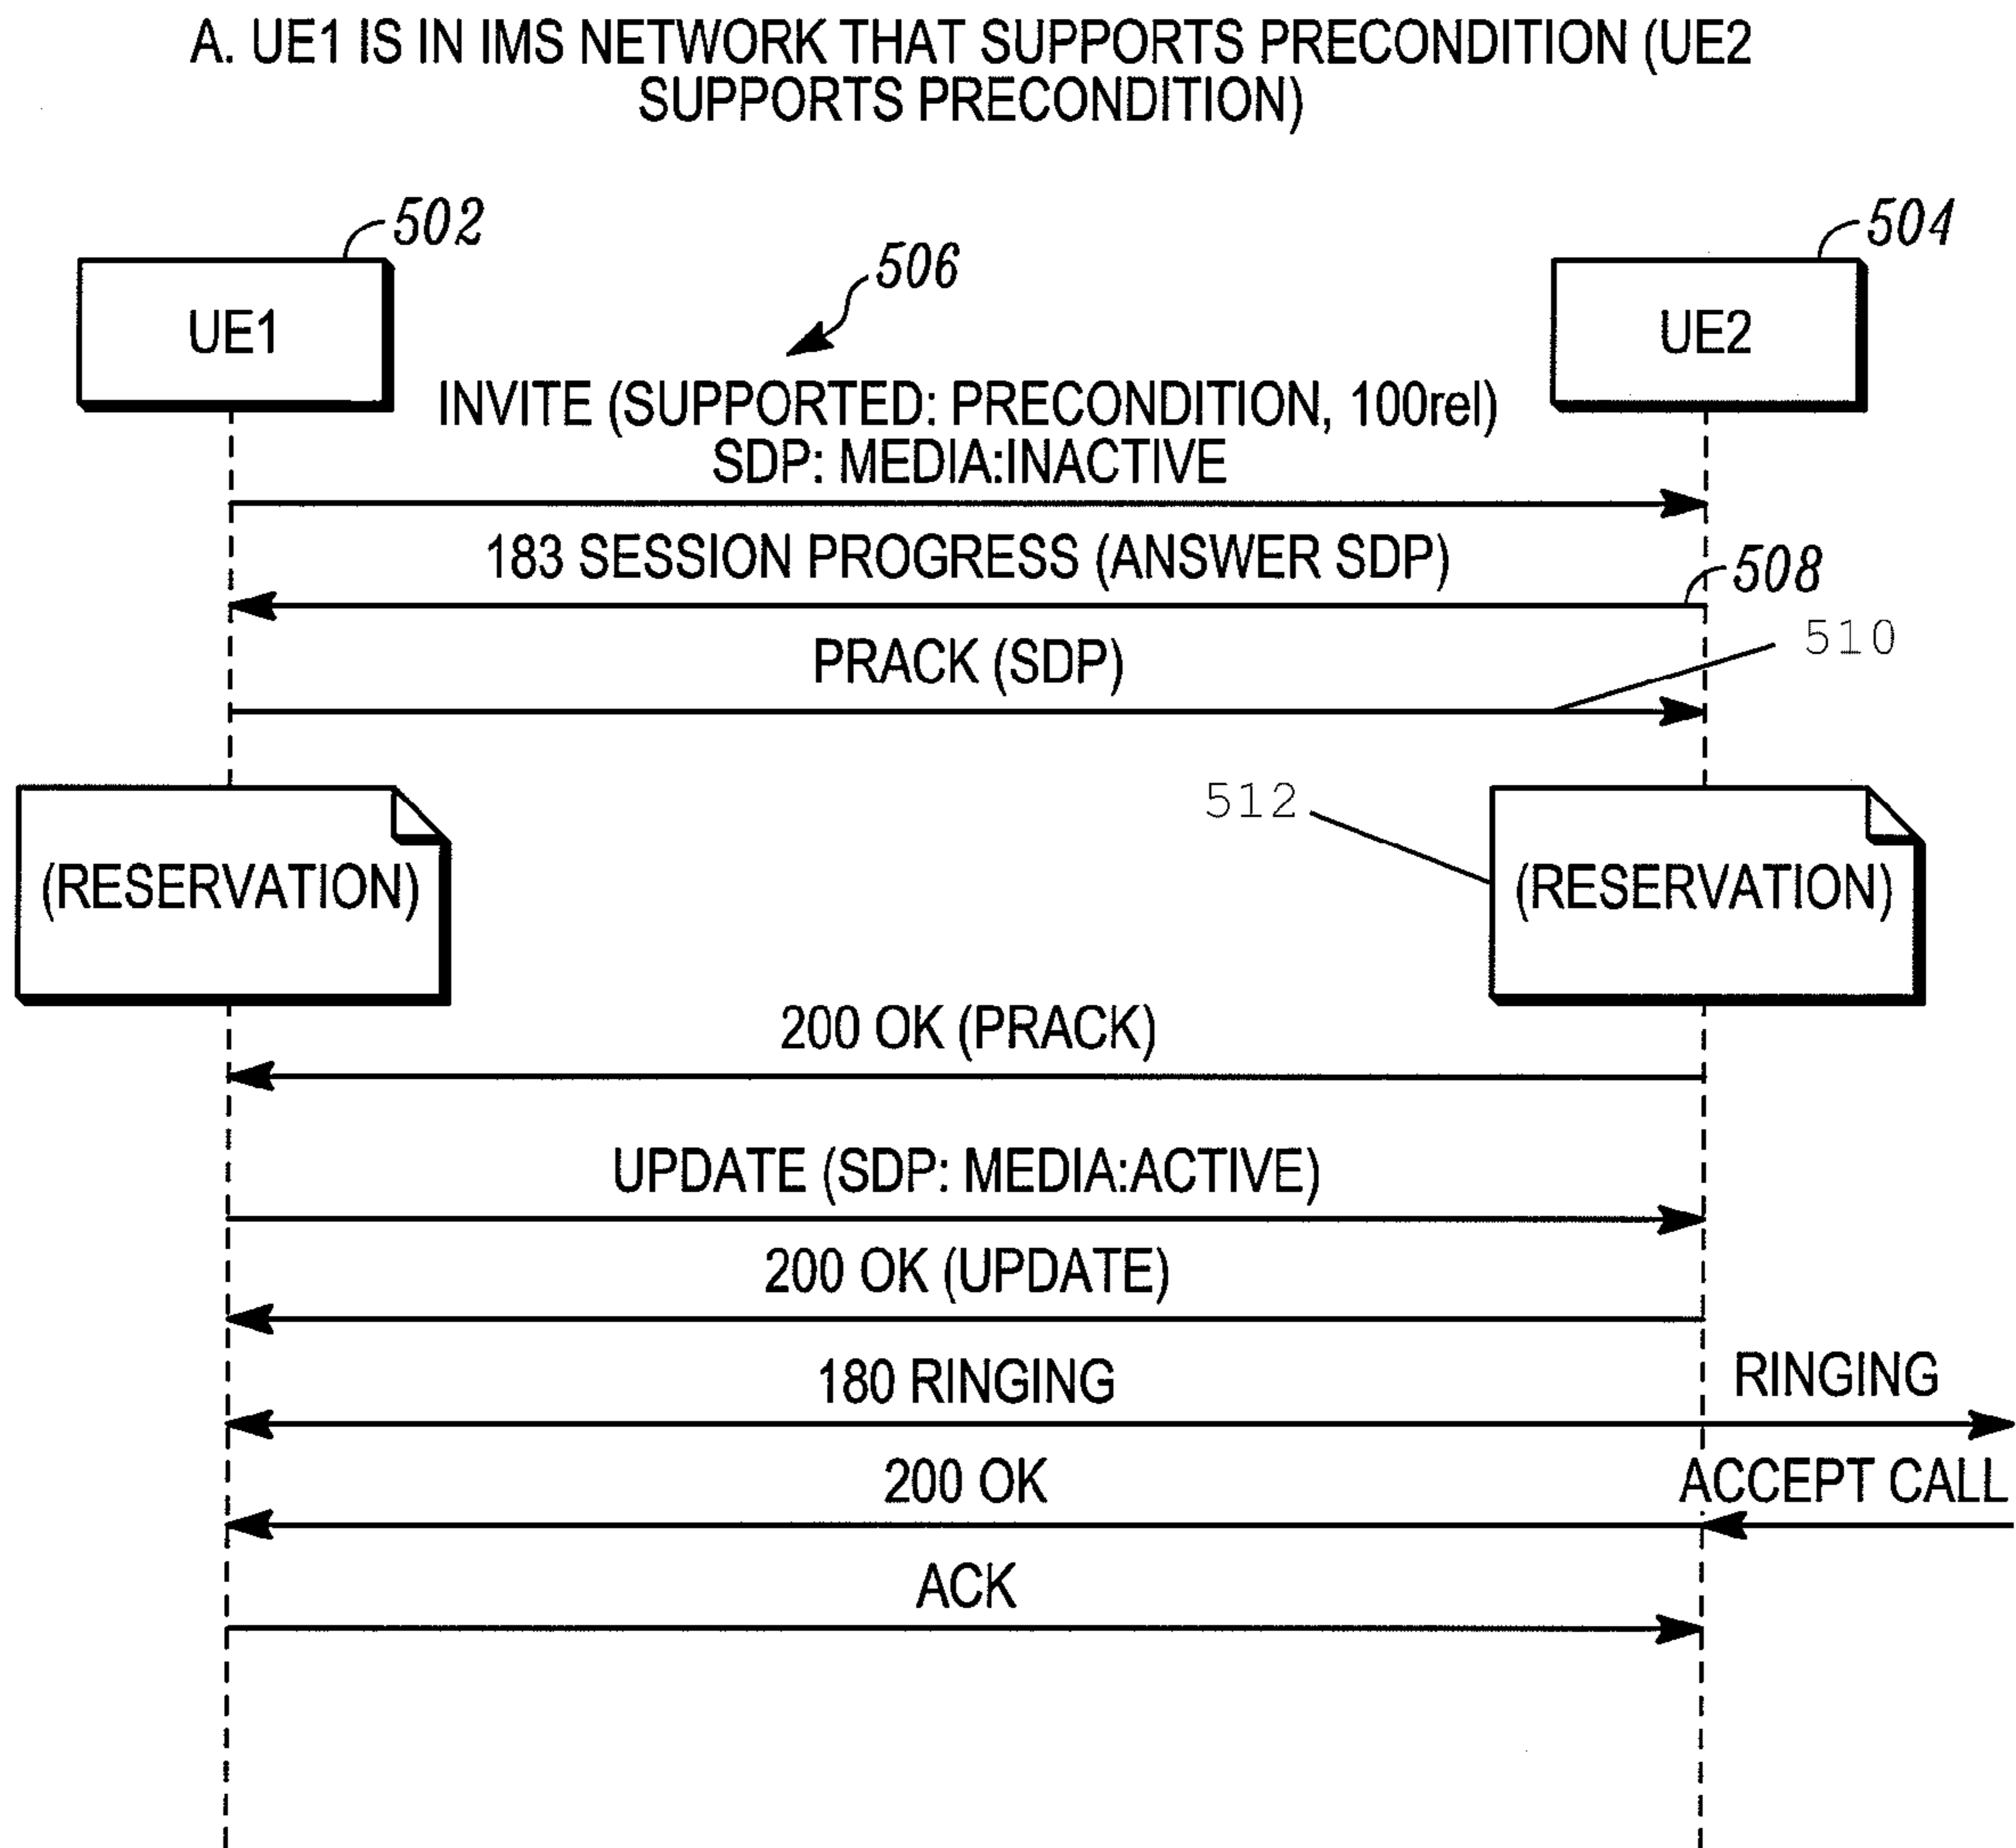 A. UE1 IS IN IMS NETWORK THAT SUPPORTS PRECONDITION (UE2
SUPPORTS PRECONDITION)
502
504
506
UE1
UE2
INVITE (SUPPORTED: PRECONDITION, 100rel)
SDP: MEDIA:INACTIVE
183 SESSION PROGRESS (ANSWER SDP)
508
PRACK (SDP)
510
512
(RESERVATION)
(RESERVATION)
200 OK (PRACK)
UPDATE (SDP: MEDIA:ACTIVE)
200 OK (UPDATE)
180 RINGING
RINGING
200 OK
ACCEPT CALL
ACK